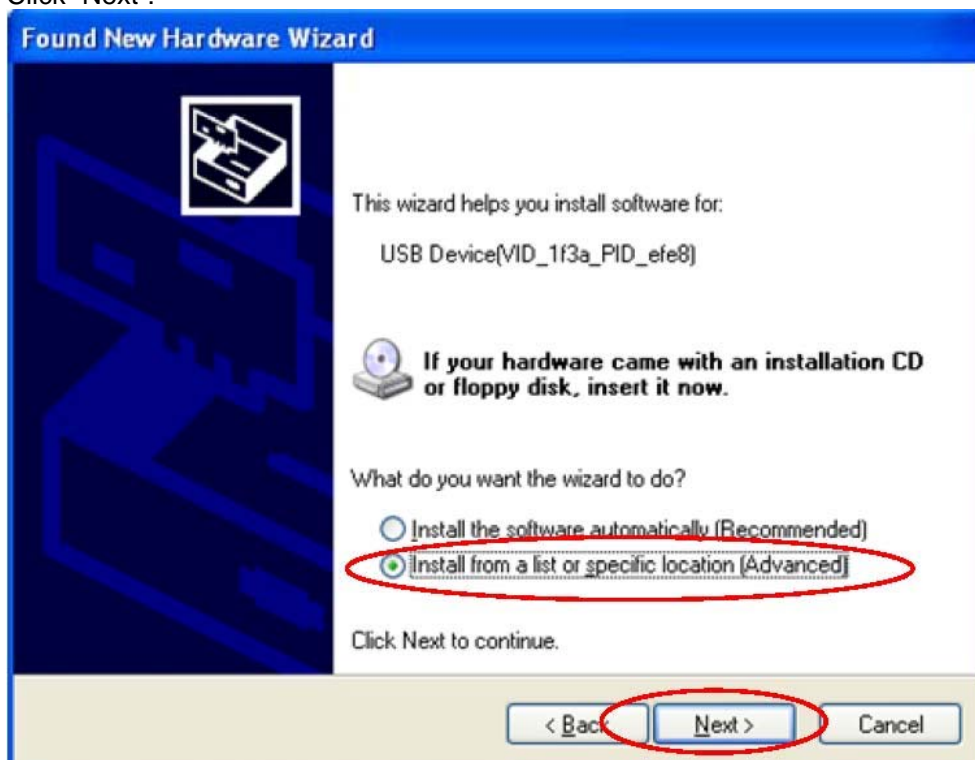 Click "Next".
Found New Hardware Wizard
This wizard helps you install software for:
USB Device(VID_1f3a_PID_efe8)
If your hardware came with an installation CD
or floppy disk, insert it now.
What do you want the wizard to do?
Install the software automatically (Recommended)
Install from a list or specific location (Advanced)
Click Next to continue.
< Back Next > Cancel